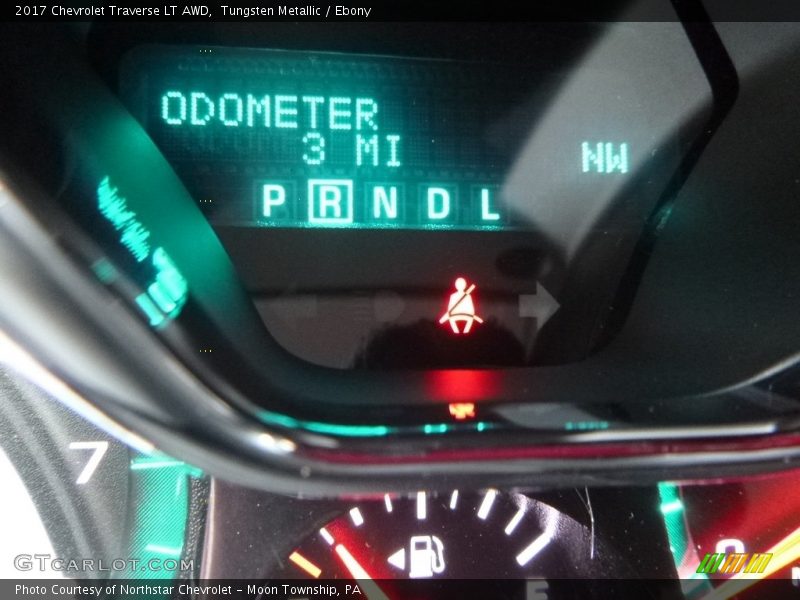 2017 Chevrolet Traverse LT AWD,  Tungsten Metallic / Ebony
ODOMETER
3 MI
NW
P R N D L
7
GTCARLOT.COM
Photo Courtesy of Northstar Chevrolet - Moon Township, PA